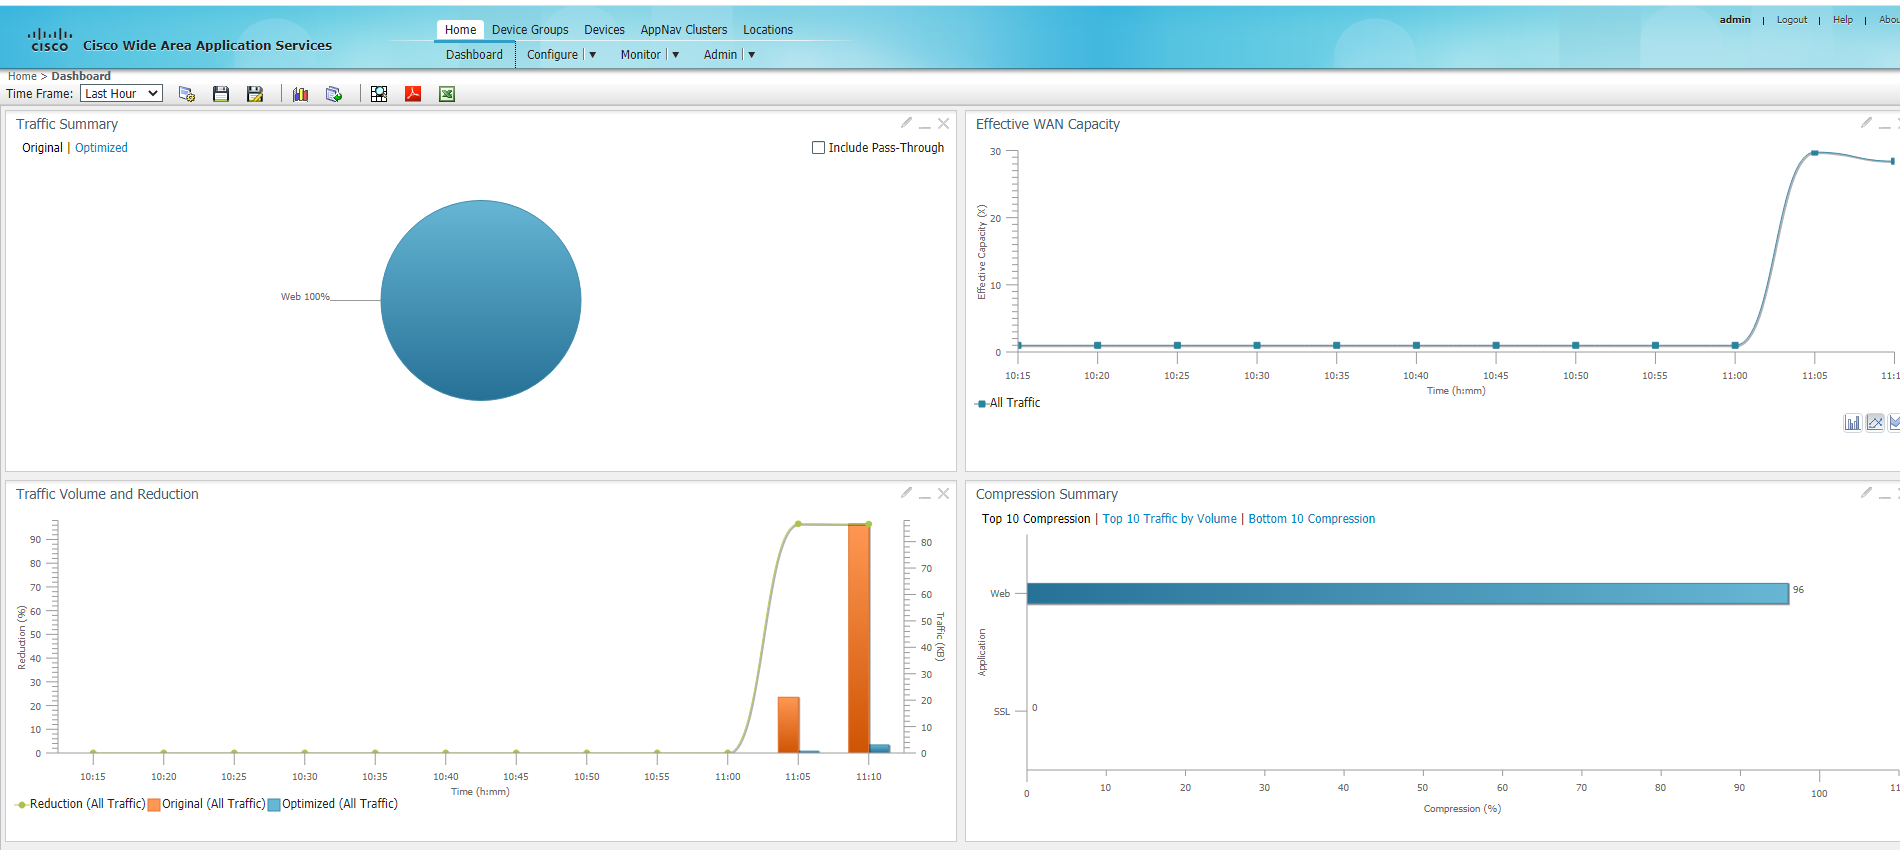 Home Device Groups Devices AppNav Clusters Locations
admin | Logout | Help | Abou
cisco Cisco Wide Area Application Services
Dashboard Configure | ▼ Monitor | ▼ Admin | ▼
Home > Dashboard
Time Frame: Last Hour
Traffic Summary
Original | Optimized
Include Pass-Through
Web 100%
Effective WAN Capacity
30
20
10
0
Effective Capacity (X)
10:15 10:20 10:25 10:30 10:35 10:40 10:45 10:50 10:55 11:00 11:05 11:1
Time (h:mm)
All Traffic
Traffic Volume and Reduction
90
80
70
60
50
40
30
20
10
0
Reduction (%)
80
70
60
50
40
30
20
10
0
Traffic (KB)
10:15 10:20 10:25 10:30 10:35 10:40 10:45 10:50 10:55 11:00 11:05 11:10
Time (h:mm)
Reduction (All Traffic) Original (All Traffic) Optimized (All Traffic)
Compression Summary
Top 10 Compression | Top 10 Traffic by Volume | Bottom 10 Compression
Web 96
Application
SSL 0
0 10 20 30 40 50 60 70 80 90 100 11
Compression (%)